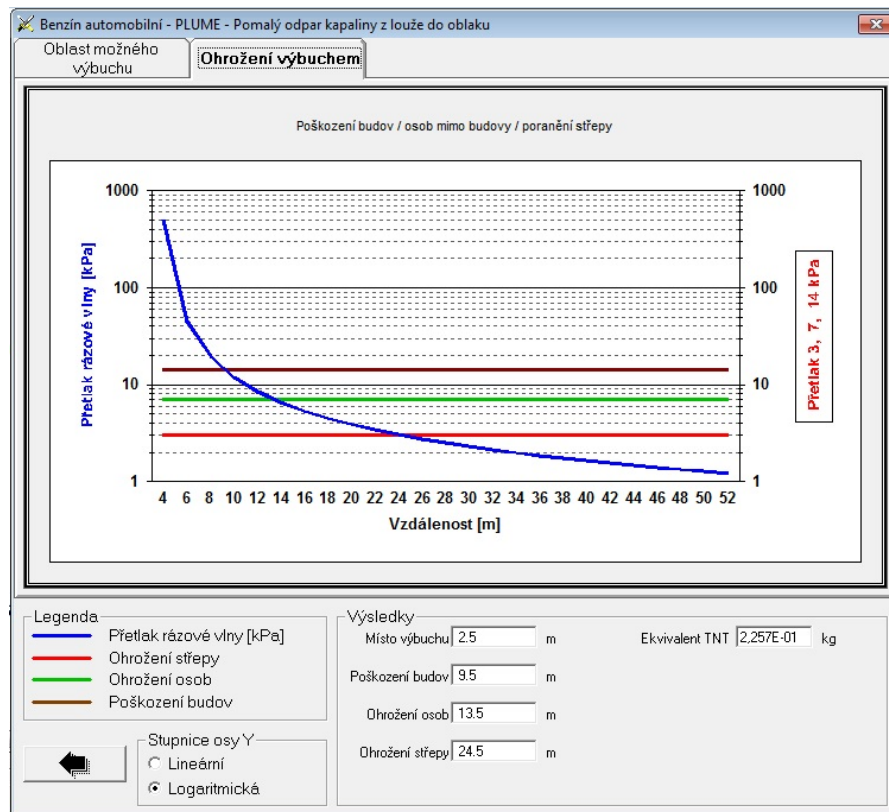 Benzín automobilní - PLUME - Pomalý odpar kapaliny z louže do oblaku
Oblast možného
výbuchu
Ohrožení výbuchem
Poškození budov / osob mimo budovy / poranění střepy
1000
100
10
1
Přetlak rázové vlny [kPa]
1000
100
10
1
Přetlak 3, 7, 14 kPa
4 6 8 10 12 14 16 18 20 22 24 26 28 30 32 34 36 38 40 42 44 46 48 50 52
Vzdálenost [m]
Legenda
Přetlak rázové vlny [kPa]
Ohrožení střepy
Ohrožení osob
Poškození budov
Stupnice osy Y
Lineární
Logaritmická
Výsledky
Místo výbuchu 2.5 m
Ekvivalent TNT 2,257E-01 kg
Poškození budov 9.5 m
Ohrožení osob 13.5 m
Ohrožení střepy 24.5 m